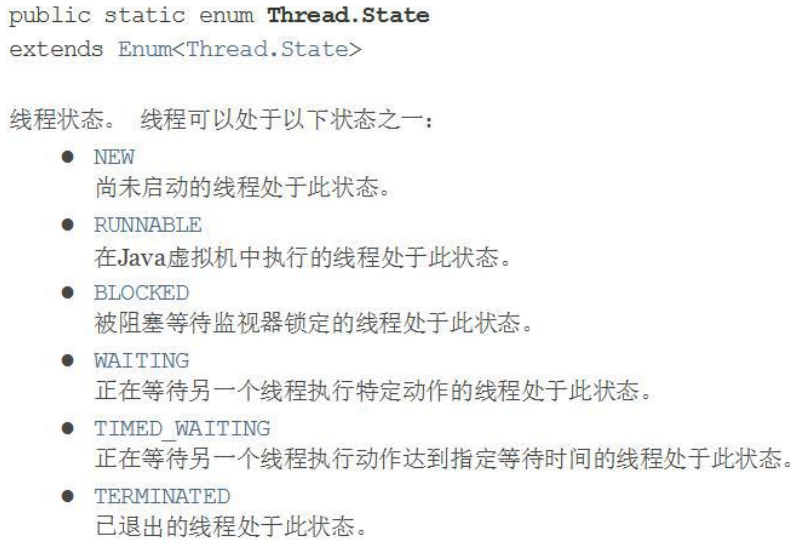 public static enum Thread.State
extends Enum<Thread.State>
线程状态。 线程可以处于以下状态之一：
● NEW
尚未启动的线程处于此状态。
● RUNNABLE
在Java虚拟机中执行的线程处于此状态。
● BLOCKED
被阻塞等待监视器锁定的线程处于此状态。
● WAITING
正在等待另一个线程执行特定动作的线程处于此状态。
● TIMED_WAITING
正在等待另一个线程执行动作达到指定等待时间的线程处于此状态。
● TERMINATED
已退出的线程处于此状态。